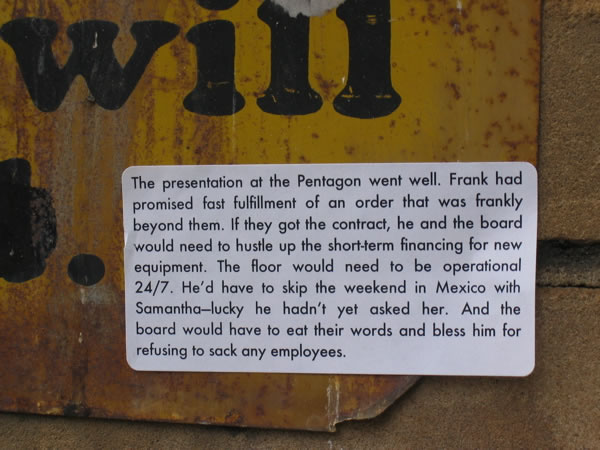 will
The presentation at the Pentagon went well. Frank had
promised fast fulfillment of an order that was frankly
beyond them. If they got the contract, he and the board
would need to hustle up the short-term financing for new
equipment. The floor would need to be operational
24/7. He'd have to skip the weekend in Mexico with
Samantha–lucky he hadn't yet asked her. And the
board would have to eat their words and bless him for
refusing to sack any employees.